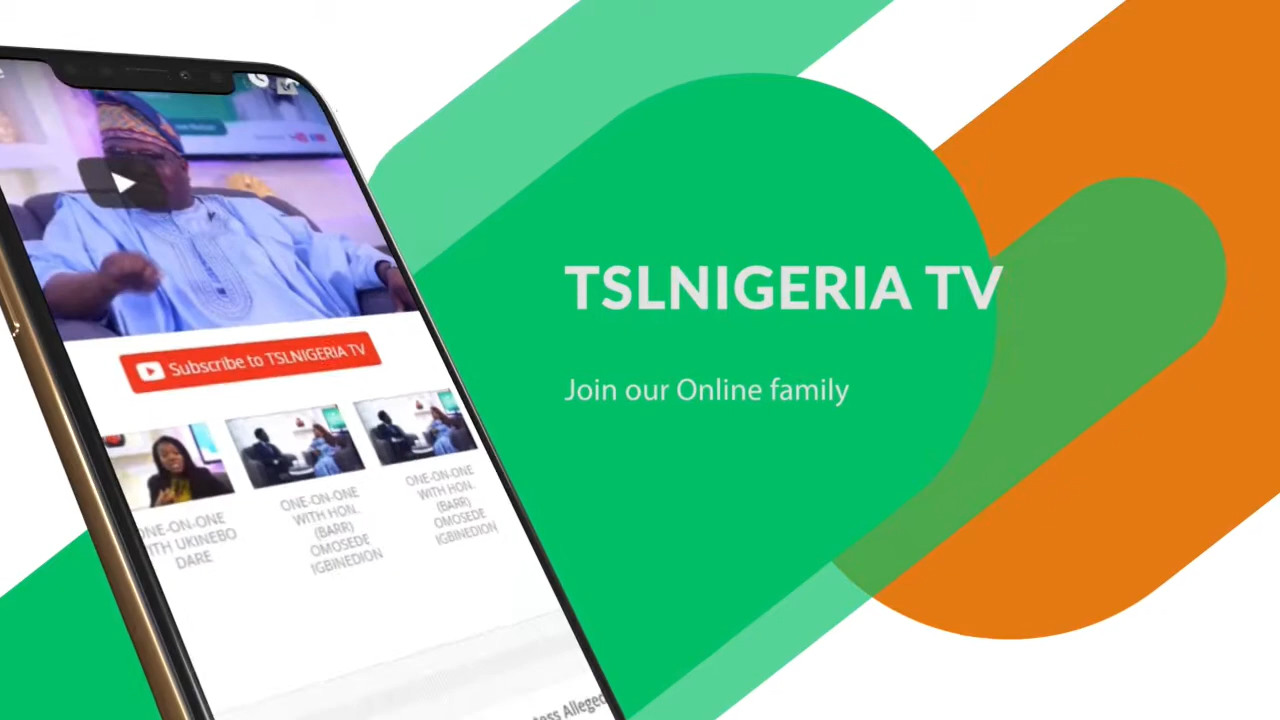 Subscribe to TSLNIGERIA TV
ONE-ON-ONE
WITH UKINEBO
DARE
ONE-ON-ONE
WITH HON.
(BARR)
OMOSEDE
IGBINEDION
ONE-ON-ONE
WITH HON.
(BARR)
OMOSEDE
IGBINEDION
Alleged
TSLNIGERIA TV
Join our Online family